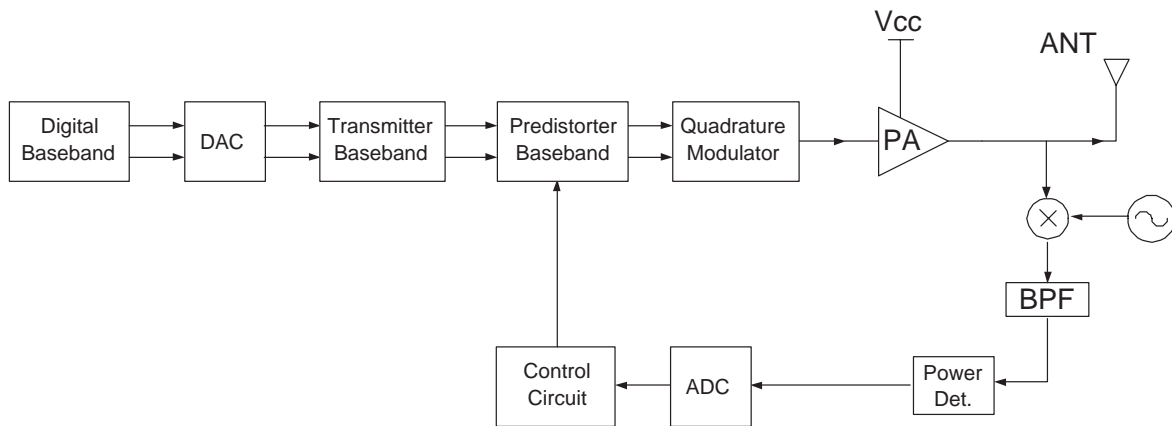 Vcc
ANT
Digital
Baseband
DAC
Transmitter
Baseband
Predistorter
Baseband
Quadrature
Modulator
PA
BPF
Control
Circuit
ADC
Power
Det.